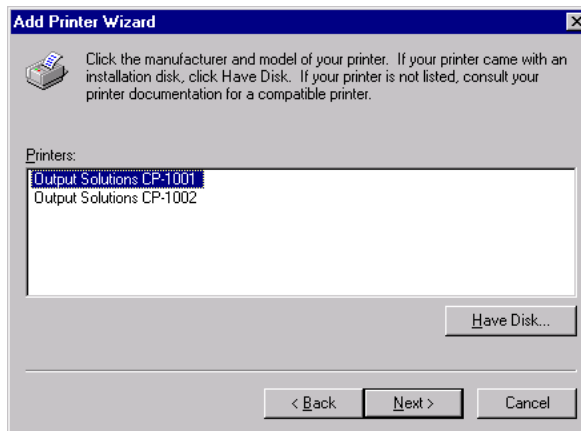 Add Printer Wizard
Click the manufacturer and model of your printer. If your printer came with an
installation disk, click Have Disk. If your printer is not listed, consult your
printer documentation for a compatible printer.
Printers:
Output Solutions CP-1001
Output Solutions CP-1002
Have Disk...
< Back
Next >
Cancel